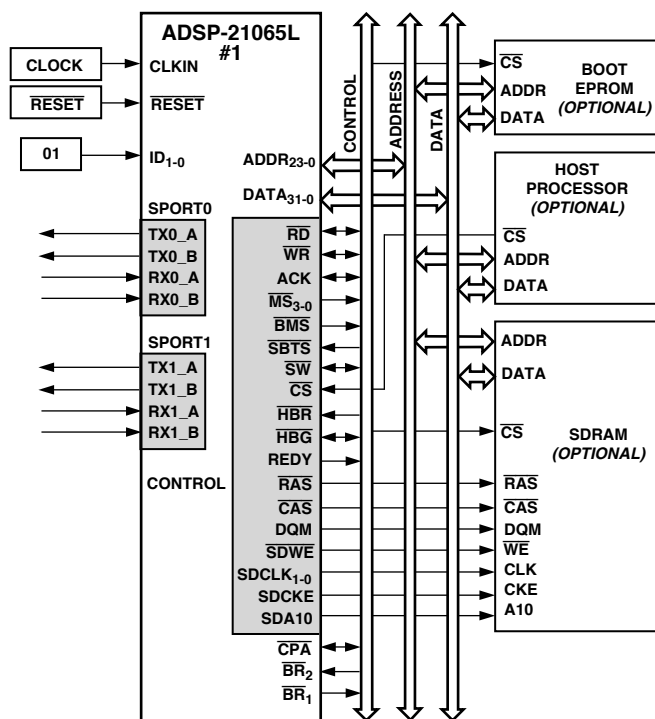 ADSP-21065L
#1
CLOCK
CLKIN
RESET
RESET
01
ID1-0
ADDR23-0
DATA31-0
SPORT0
TX0_A
TX0_B
RX0_A
RX0_B
SPORT1
TX1_A
TX1_B
RX1_A
RX1_B
CONTROL
RD
WR
ACK
MS3-0
BMS
SBTS
SW
CS
HBR
HBG
REDY
RAS
CAS
DQM
SDWE
SDCLK1-0
SDCKE
SDA10
CPA
BR2
BR1
CONTROL
ADDRESS
DATA
CS
BOOT
EPROM
(OPTIONAL)
ADDR
DATA
HOST
PROCESSOR
(OPTIONAL)
CS
ADDR
DATA
ADDR
DATA
CS
SDRAM
(OPTIONAL)
RAS
CAS
DQM
WE
CLK
CKE
A10